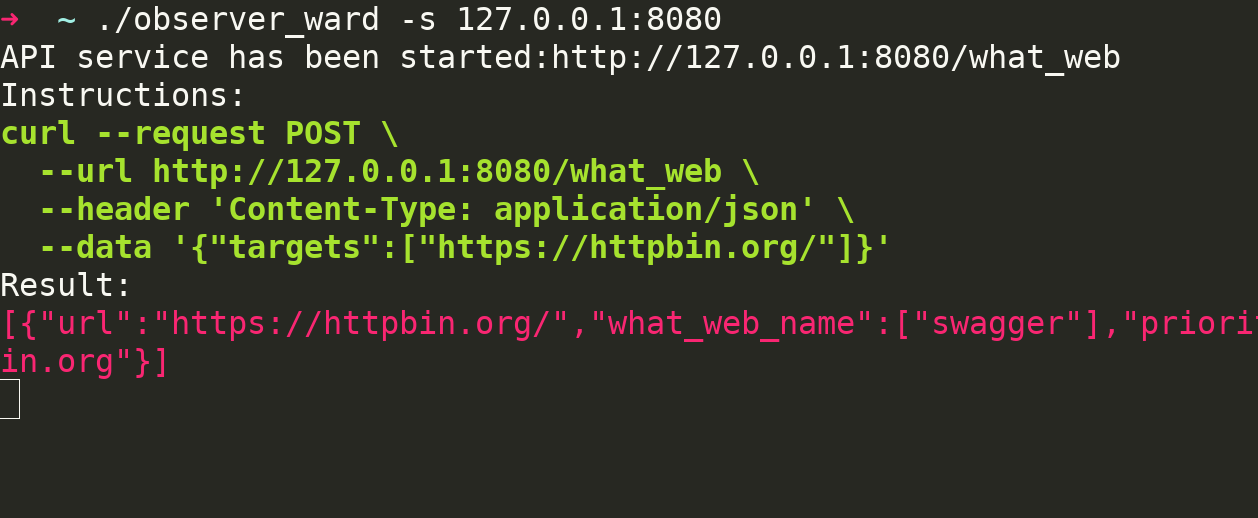 ➜  ~ ./observer_ward -s 127.0.0.1:8080
API service has been started:http://127.0.0.1:8080/what_web
Instructions:
curl --request POST \
  --url http://127.0.0.1:8080/what_web \
  --header 'Content-Type: application/json' \
  --data '{"targets":["https://httpbin.org/"]}'
Result:
[{"url":"https://httpbin.org/","what_web_name":["swagger"],"priorit
in.org"}]